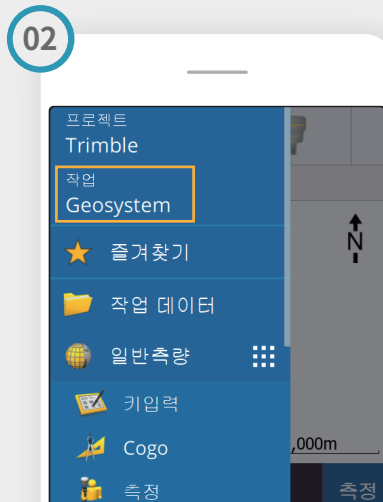 02
프로젝트
Trimble
작업
Geosystem
N
즐겨찾기
작업 데이터
일반측량
키입력
Cogo
,000m
측정
측정